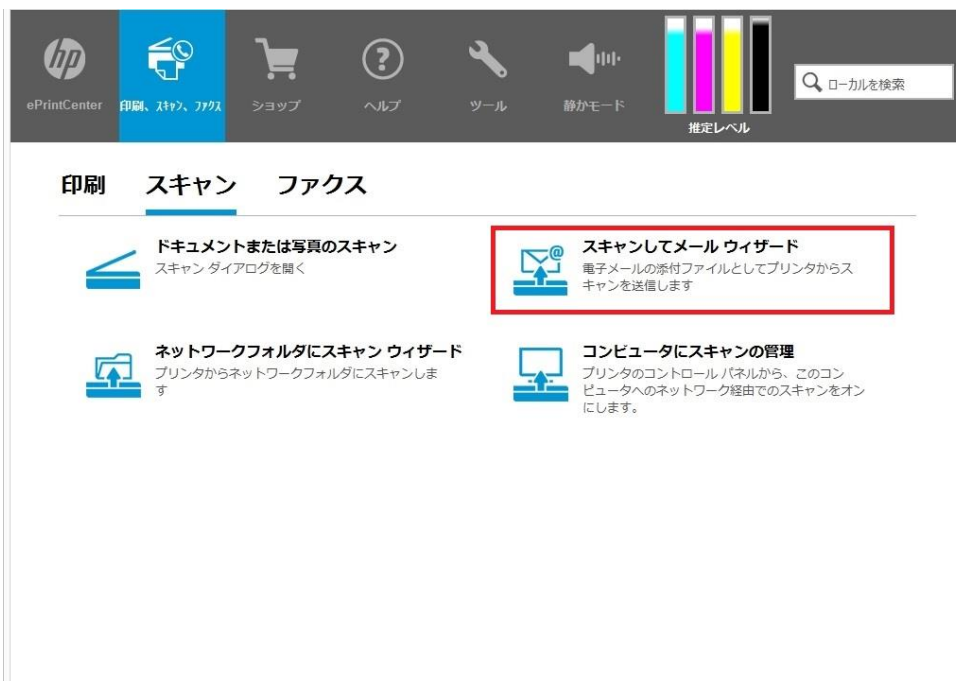 hp
ePrintCenter
印刷、スキャン、ファクス
ショップ
ヘルプ
ツール
静かモード
推定レベル
ローカルを検索
印刷 スキャン ファクス
ドキュメントまたは写真のスキャン
スキャン ダイアログを開く
スキャンしてメール ウィザード
電子メールの添付ファイルとしてプリンタからス
キャンを送信します
ネットワークフォルダにスキャン ウィザード
プリンタからネットワークフォルダにスキャンしま
す
コンピュータにスキャンの管理
プリンタのコントロール パネルから、このコン
ピュータへのネットワーク経由でのスキャンをオン
にします。